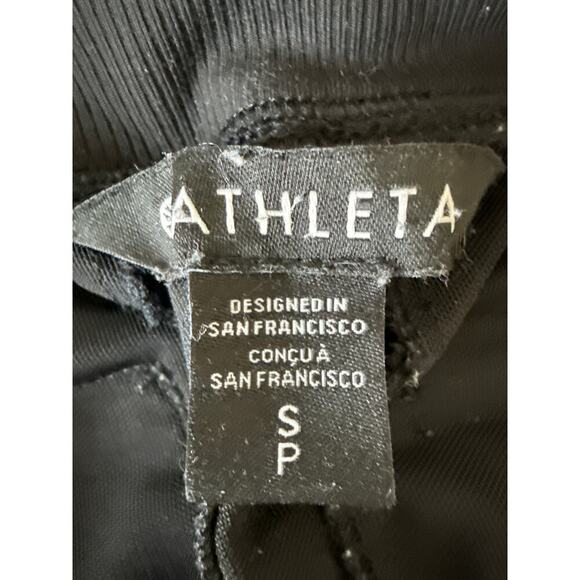 ATHLETA
DESIGNED IN
SAN FRANCISCO
CONÇU À
SAN FRANCISCO
S
P